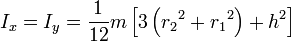 I_x = I_y = \frac{1}{12} m \left[ 3 \left( {r_2}^2 + {r_1}^2 \right) + h^2 \right]